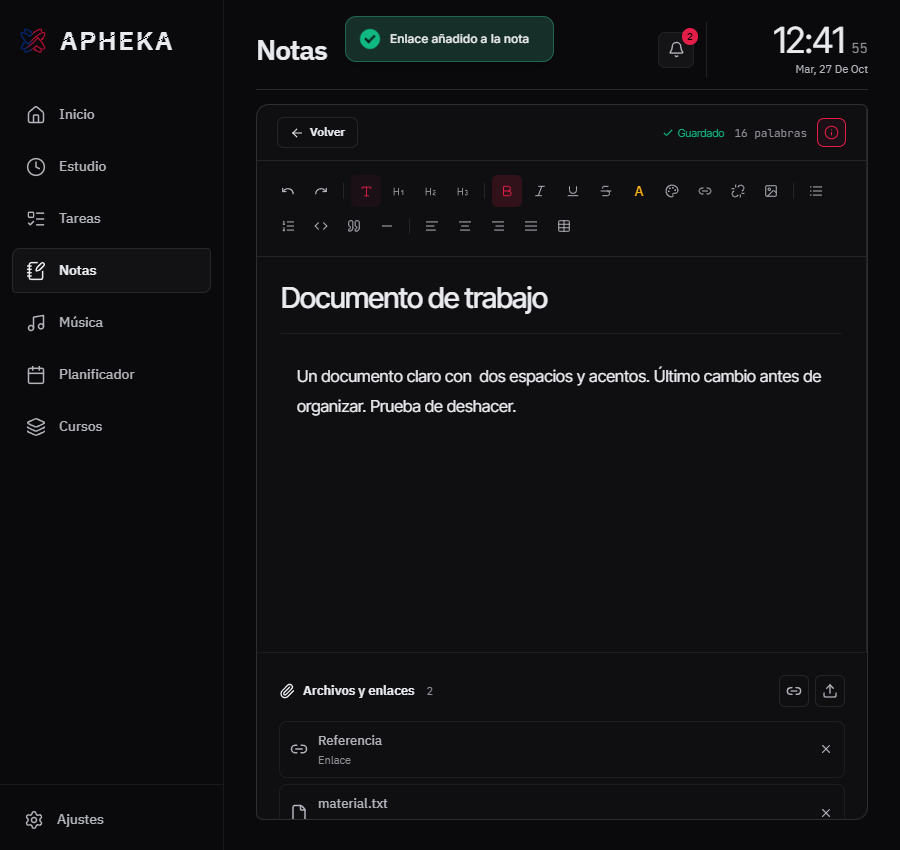 APHEKA
Inicio
Estudio
Tareas
Notas
Música
Planificador
Cursos
Ajustes
Notas
Enlace añadido a la nota
2
12:41 55
Mar, 27 De Oct
Volver
Guardado
16 palabras
T H1 H2 H3 B I U S A
Documento de trabajo
Un documento claro con  dos espacios y acentos. Último cambio antes de
organizar. Prueba de deshacer.
Archivos y enlaces 2
Referencia
Enlace
material.txt